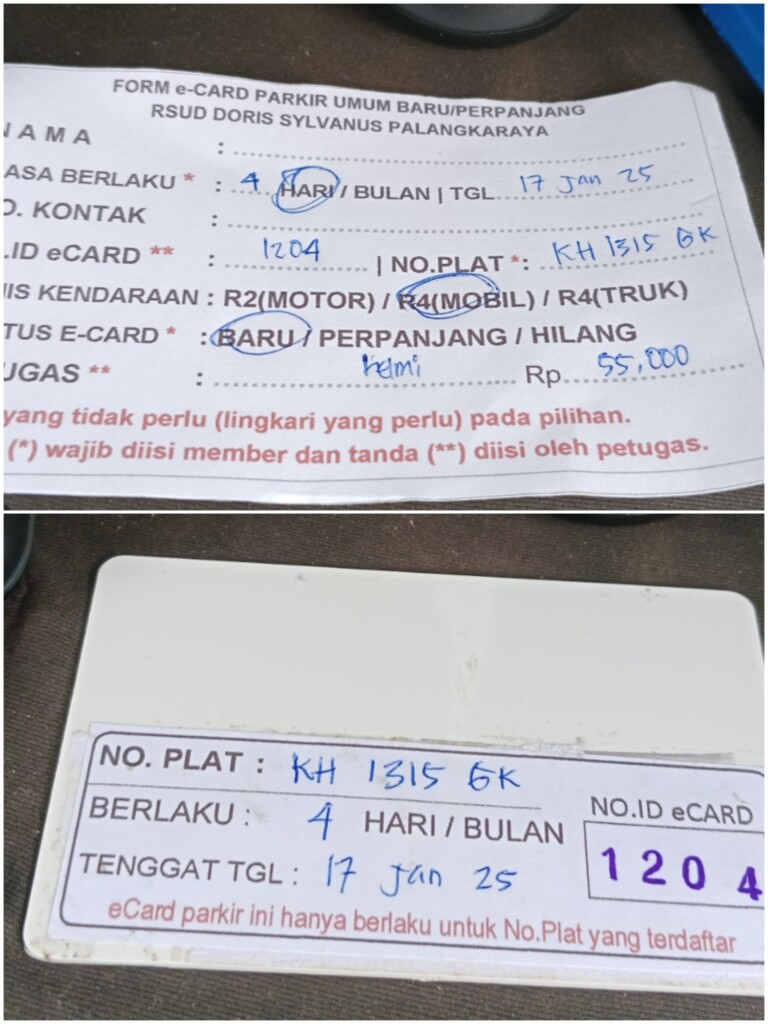 FORM e-CARD PARKIR UMUM BARU/PERPANJANG
RSUD DORIS SYLVANUS PALANGKARAYA
NAMA :
ASA BERLAKU * : 4 HARI / BULAN | TGL 17 Jan 25
O. KONTAK :
.ID eCARD ** : 1204 | NO.PLAT *: KH 1315 GK
IS KENDARAAN : R2(MOTOR) / R4(MOBIL) / R4(TRUK)
TUS E-CARD * : BARU / PERPANJANG / HILANG
UGAS ** : helmi Rp. 55,000
yang tidak perlu (lingkari yang perlu) pada pilihan.
(*) wajib diisi member dan tanda (**) diisi oleh petugas.
NO. PLAT : KH 1315 GK
BERLAKU : 4 HARI / BULAN
TENGGAT TGL : 17 Jan 25
NO.ID eCARD
1204
eCard parkir ini hanya berlaku untuk No.Plat yang terdaftar